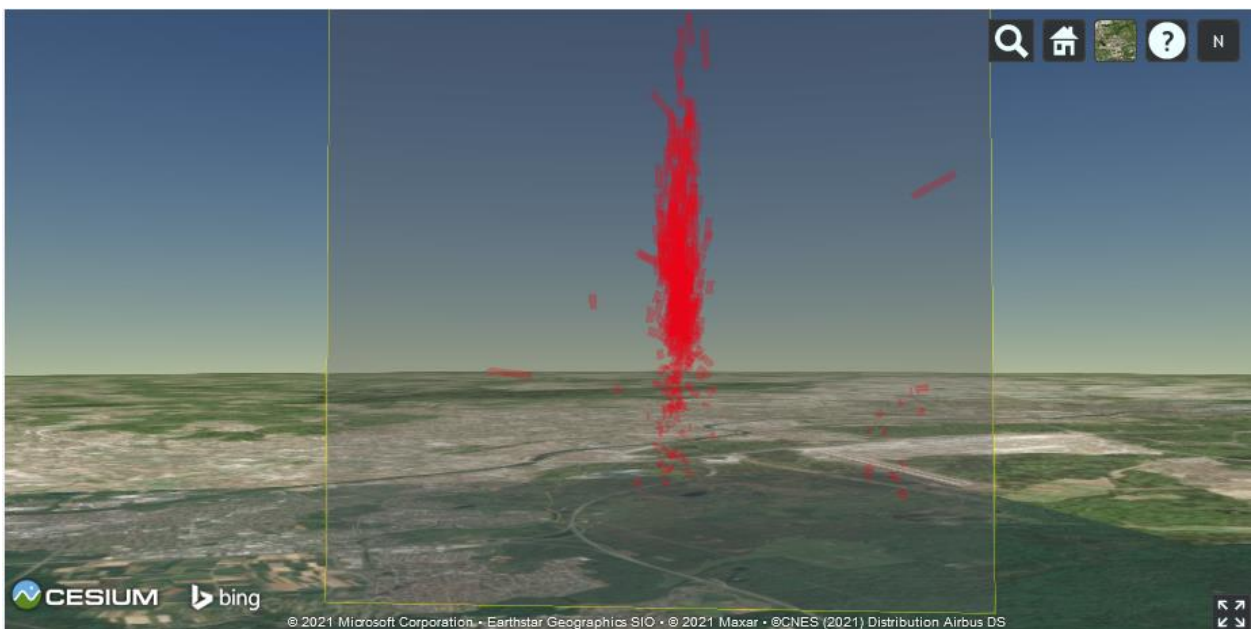 ?
N
CESIUM
bing
© 2021 Microsoft Corporation • Earthstar Geographics SIO • © 2021 Maxar • ©CNES (2021) Distribution Airbus DS